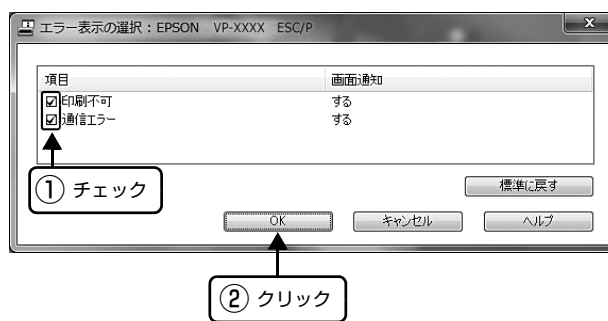 エラー表示の選択：EPSON VP-XXXX ESC/P
項目 画面通知
印刷不可 する
通信エラー する
① チェック
標準に戻す
OK キャンセル ヘルプ
② クリック